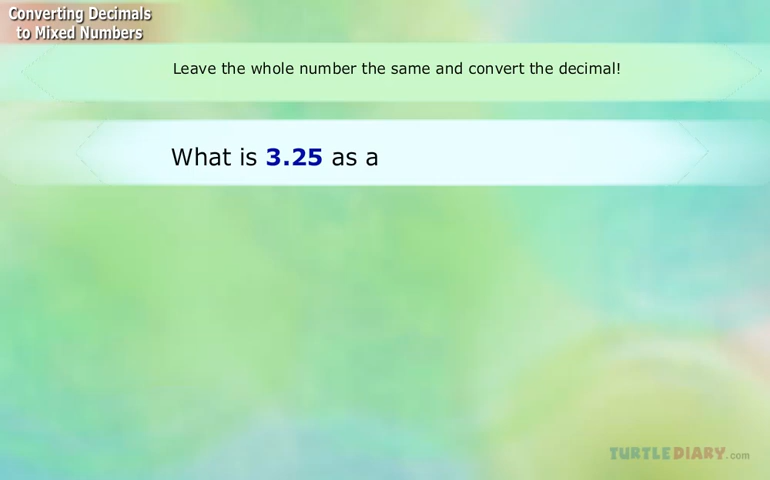 Converting Decimals
to Mixed Numbers
Leave the whole number the same and convert the decimal!
What is 3.25 as a
TURTLEDIARY.com